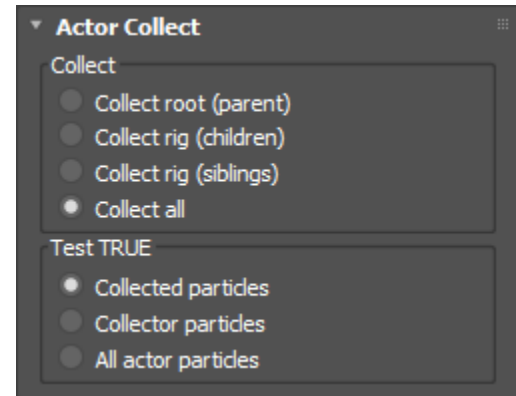 Actor Collect
Collect
Collect root (parent)
Collect rig (children)
Collect rig (siblings)
Collect all
Test TRUE
Collected particles
Collector particles
All actor particles